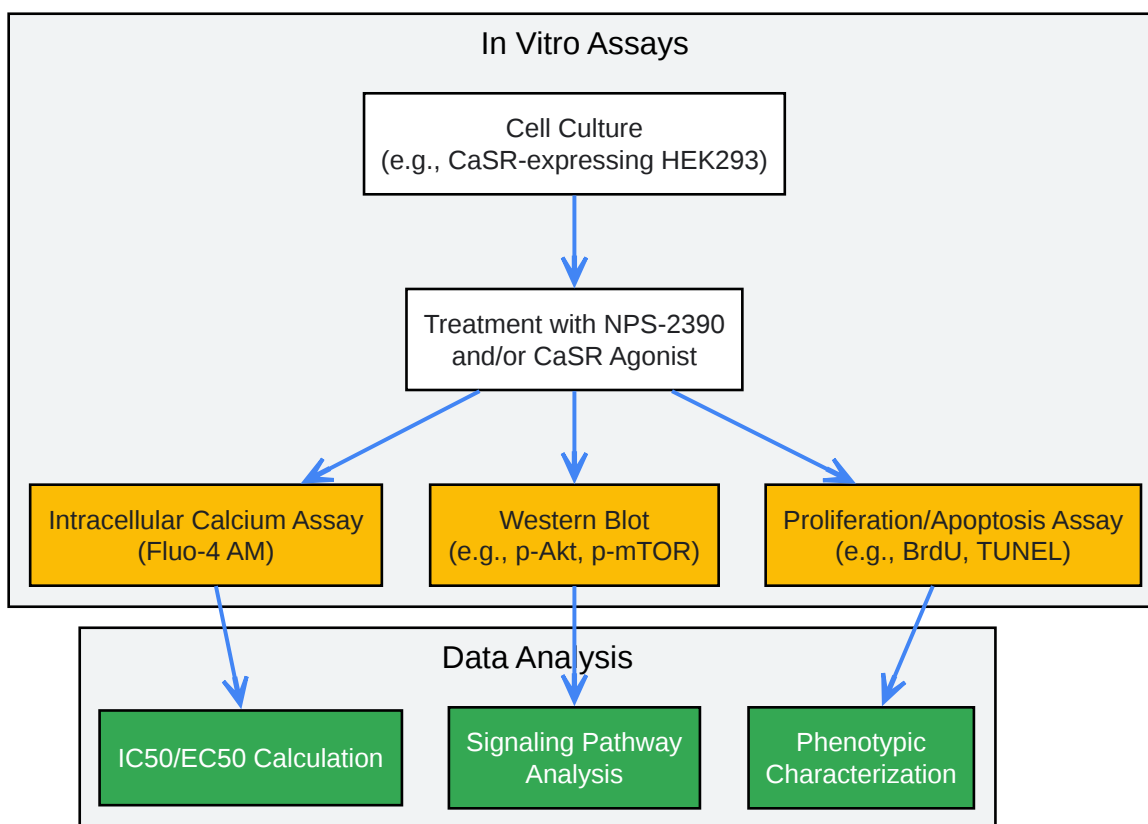 In Vitro Assays
Cell Culture
(e.g., CaSR-expressing HEK293)
Treatment with NPS-2390
and/or CaSR Agonist
Intracellular Calcium Assay
(Fluo-4 AM)
Western Blot
(e.g., p-Akt, p-mTOR)
Proliferation/Apoptosis Assay
(e.g., BrdU, TUNEL)
Data Analysis
IC50/EC50 Calculation
Signaling Pathway
Analysis
Phenotypic
Characterization